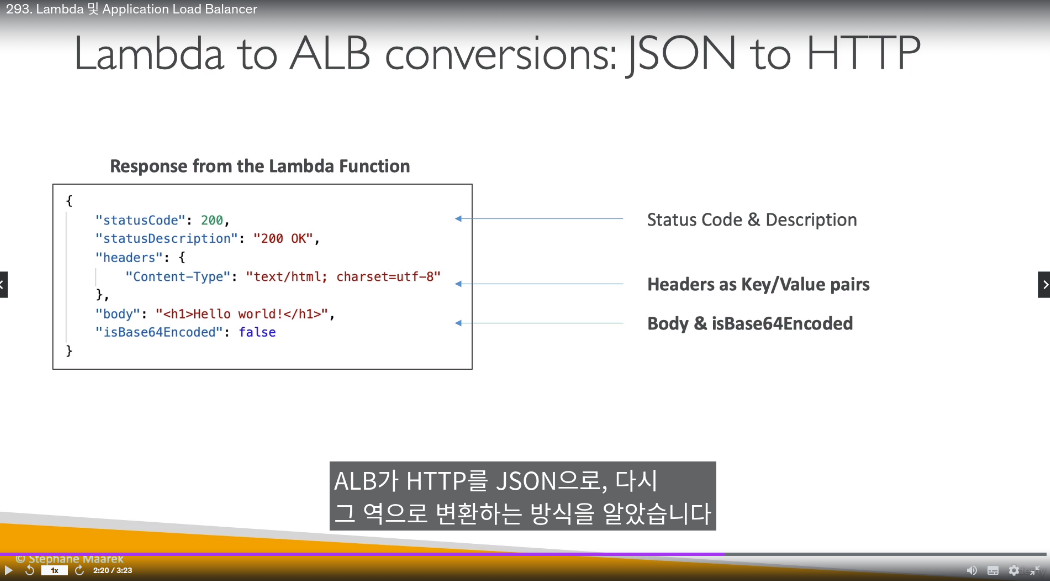 293. Lambda 및 Application Load Balancer
Lambda to ALB conversions: JSON to HTTP
Response from the Lambda Function
{
"statusCode": 200,
"statusDescription": "200 OK",
"headers": {
"Content-Type": "text/html; charset=utf-8"
},
"body": "<h1>Hello world!</h1>",
"isBase64Encoded": false
}
Status Code & Description
Headers as Key/Value pairs
Body & isBase64Encoded
ALB가 HTTP를 JSON으로, 다시
그 역으로 변환하는 방식을 알았습니다
© Stephane Maarek
1x
2:20 / 3:23